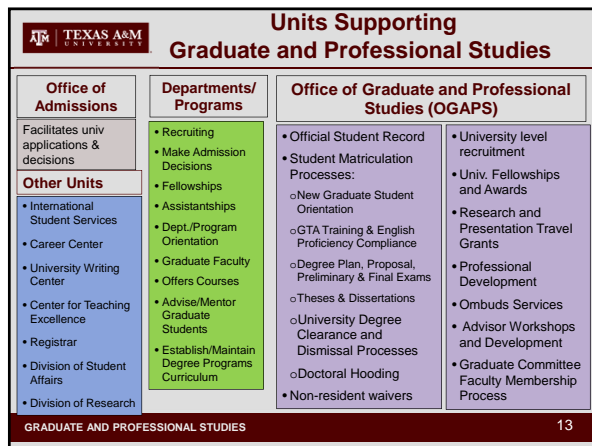 TEXAS A&M
UNIVERSITY
Units Supporting
Graduate and Professional Studies
Office of
Admissions
Facilitates univ
applications &
decisions
Other Units
• International
Student Services
• Career Center
• University Writing
Center
• Center for Teaching
Excellence
• Registrar
• Division of Student
Affairs
• Division of Research
Departments/
Programs
• Recruiting
• Make Admission
Decisions
• Fellowships
• Assistantships
• Dept./Program
Orientation
• Graduate Faculty
• Offers Courses
• Advise/Mentor
Graduate
Students
• Establish/Maintain
Degree Programs
Curriculum
Office of Graduate and Professional
Studies (OGAPS)
• Official Student Record
• Student Matriculation
Processes:
oNew Graduate Student
Orientation
oGTA Training & English
Proficiency Compliance
oDegree Plan, Proposal,
Preliminary & Final Exams
oTheses & Dissertations
oUniversity Degree
Clearance and
Dismissal Processes
oDoctoral Hooding
• Non-resident waivers
• University level
recruitment
• Univ. Fellowships
and Awards
• Research and
Presentation Travel
Grants
• Professional
Development
• Ombuds Services
• Advisor Workshops
and Development
• Graduate Committee
Faculty Membership
Process
GRADUATE AND PROFESSIONAL STUDIES
13